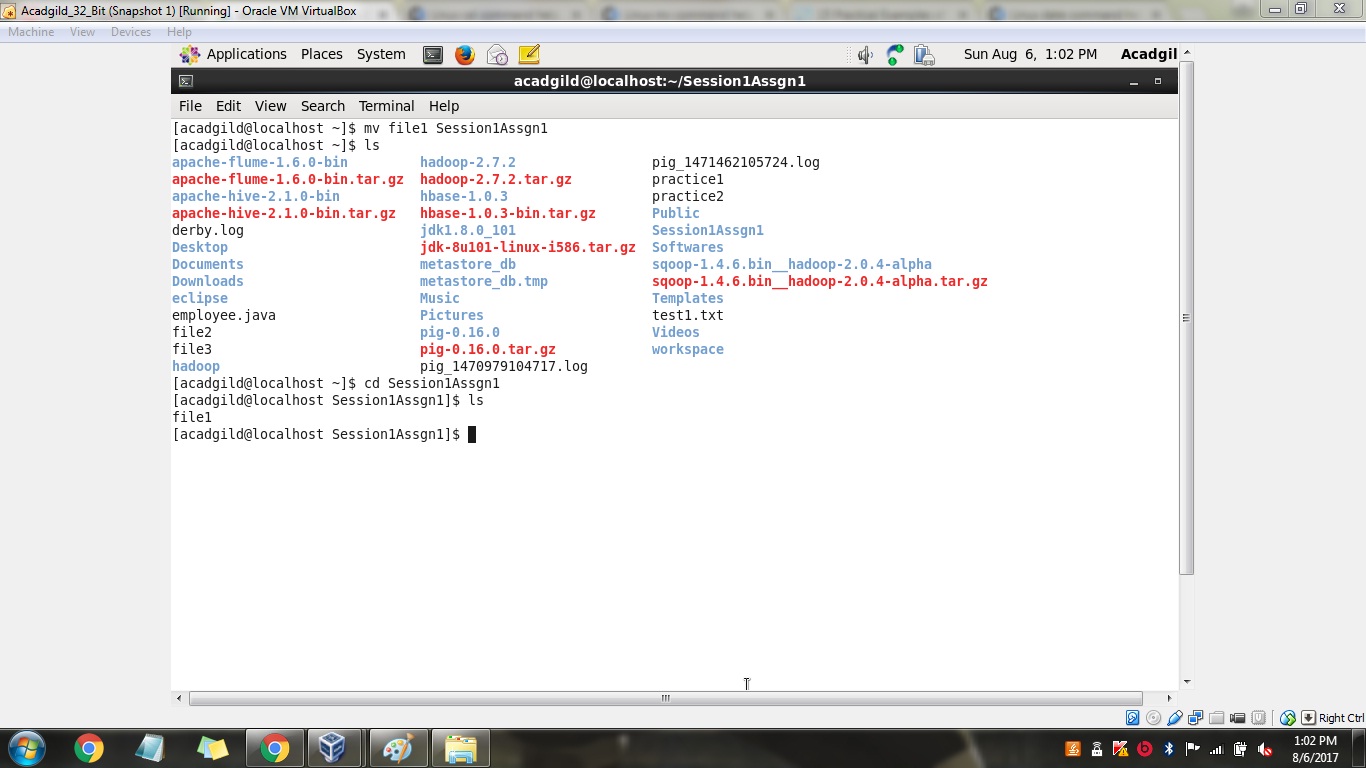 Acadgild_32_Bit (Snapshot 1) [Running] - Oracle VM VirtualBox
Machine View Devices Help
Applications Places System Sun Aug 6, 1:02 PM Acadgil
acadgild@localhost:~/Session1Assgn1
File Edit View Search Terminal Help
[acadgild@localhost ~]$ mv file1 Session1Assgn1
[acadgild@localhost ~]$ ls
apache-flume-1.6.0-bin hadoop-2.7.2 pig_1471462105724.log
apache-flume-1.6.0-bin.tar.gz hadoop-2.7.2.tar.gz practice1
apache-hive-2.1.0-bin hbase-1.0.3 practice2
apache-hive-2.1.0-bin.tar.gz hbase-1.0.3-bin.tar.gz Public
derby.log jdk1.8.0_101 Session1Assgn1
Desktop jdk-8u101-linux-i586.tar.gz Softwares
Documents metastore_db sqoop-1.4.6.bin__hadoop-2.0.4-alpha
Downloads metastore_db.tmp sqoop-1.4.6.bin__hadoop-2.0.4-alpha.tar.gz
eclipse Music Templates
employee.java Pictures test1.txt
file2 pig-0.16.0 Videos
file3 pig-0.16.0.tar.gz workspace
hadoop pig_1470979104717.log
[acadgild@localhost ~]$ cd Session1Assgn1
[acadgild@localhost Session1Assgn1]$ ls
file1
[acadgild@localhost Session1Assgn1]$
Right Ctrl
1:02 PM
8/6/2017